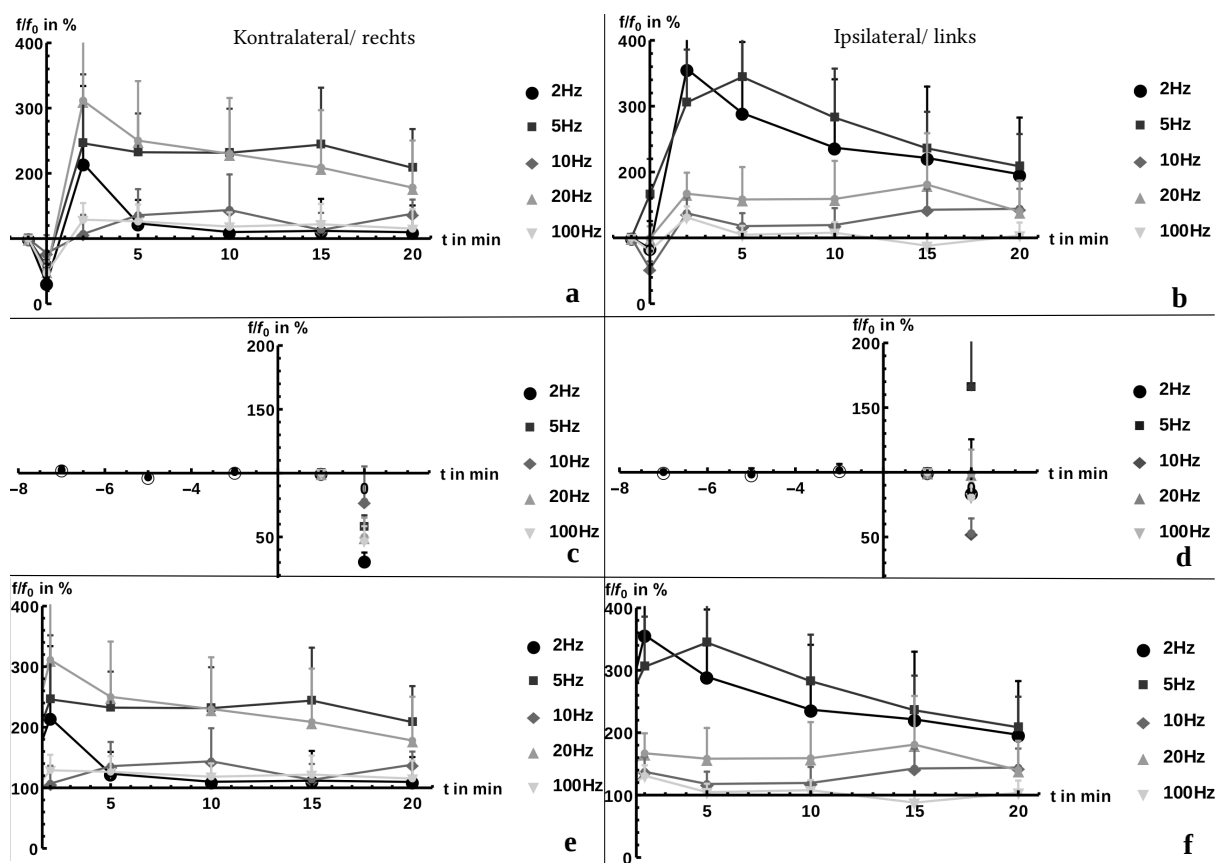 f/f0 in %
Kontralateral/ rechts
400
300
200
0
5
10
15
20
t in min
2Hz
5Hz
10Hz
20Hz
100Hz
a
f/f0 in %
Ipsilateral/ links
400
300
200
0
5
10
15
20
t in min
2Hz
5Hz
10Hz
20Hz
100Hz
b
f/f0 in %
200
150
50
−8
−6
−4
0
t in min
2Hz
5Hz
10Hz
20Hz
100Hz
c
f/f0 in %
200
150
50
−8
−6
−4
0
t in min
2Hz
5Hz
10Hz
20Hz
100Hz
d
f/f0 in %
400
300
200
100
0
5
10
15
20
t in min
2Hz
5Hz
10Hz
20Hz
100Hz
e
f/f0 in %
400
300
200
100
0
5
10
15
20
t in min
2Hz
5Hz
10Hz
20Hz
100Hz
f